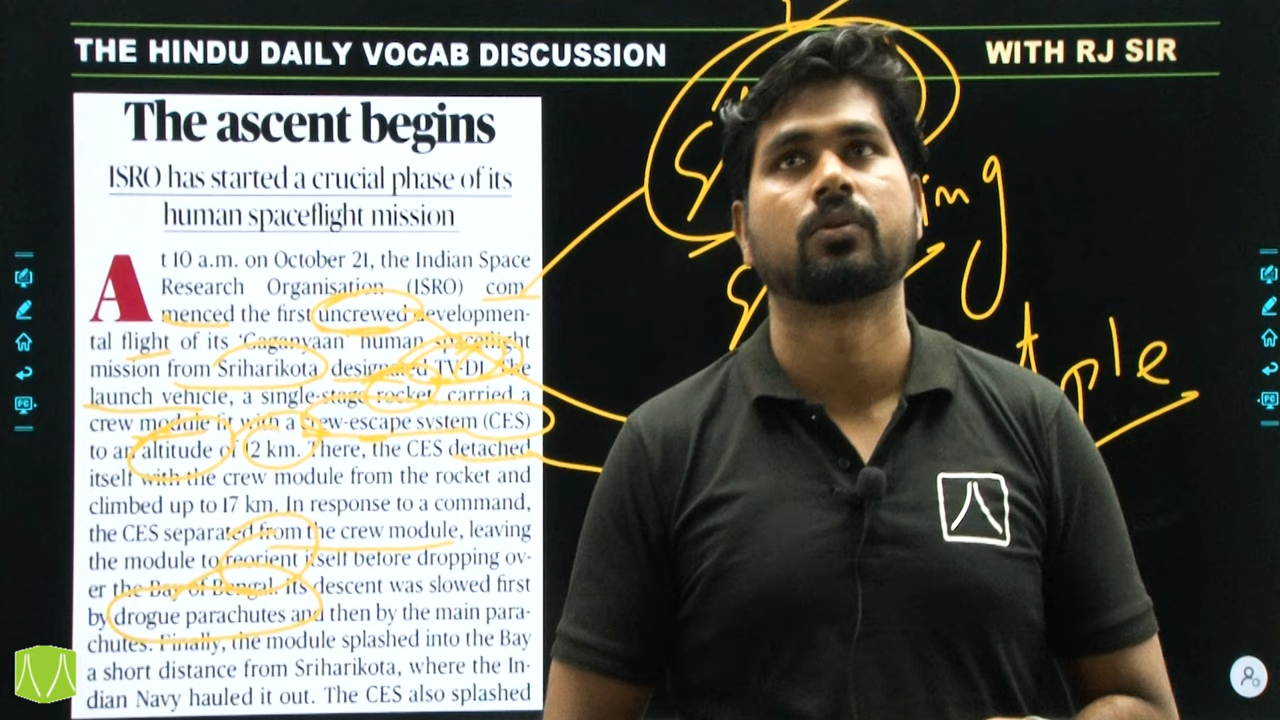 THE HINDU DAILY VOCAB DISCUSSION
WITH RJ SIR
The ascent begins
ISRO has started a crucial phase of its
human spaceflight mission
At 10 a.m. on October 21, the Indian Space
Research Organisation (ISRO) com
menced the first uncrewed developmen-
tal flight of its ‘Gaganyaan’ human spaceflight
mission from Sriharikota designated TV-D1. The
launch vehicle, a single-stage rocket, carried a
crew module fit with a crew-escape system (CES)
to an altitude of 12 km. There, the CES detached
itself with the crew module from the rocket and
climbed up to 17 km. In response to a command,
the CES separated from the crew module, leaving
the module to reorient itself before dropping ov-
er the Bay of Bengal. Its descent was slowed first
by drogue parachutes and then by the main para-
chutes. Finally, the module splashed into the Bay
a short distance from Sriharikota, where the In-
dian Navy hauled it out. The CES also splashed
ing
PC
PC